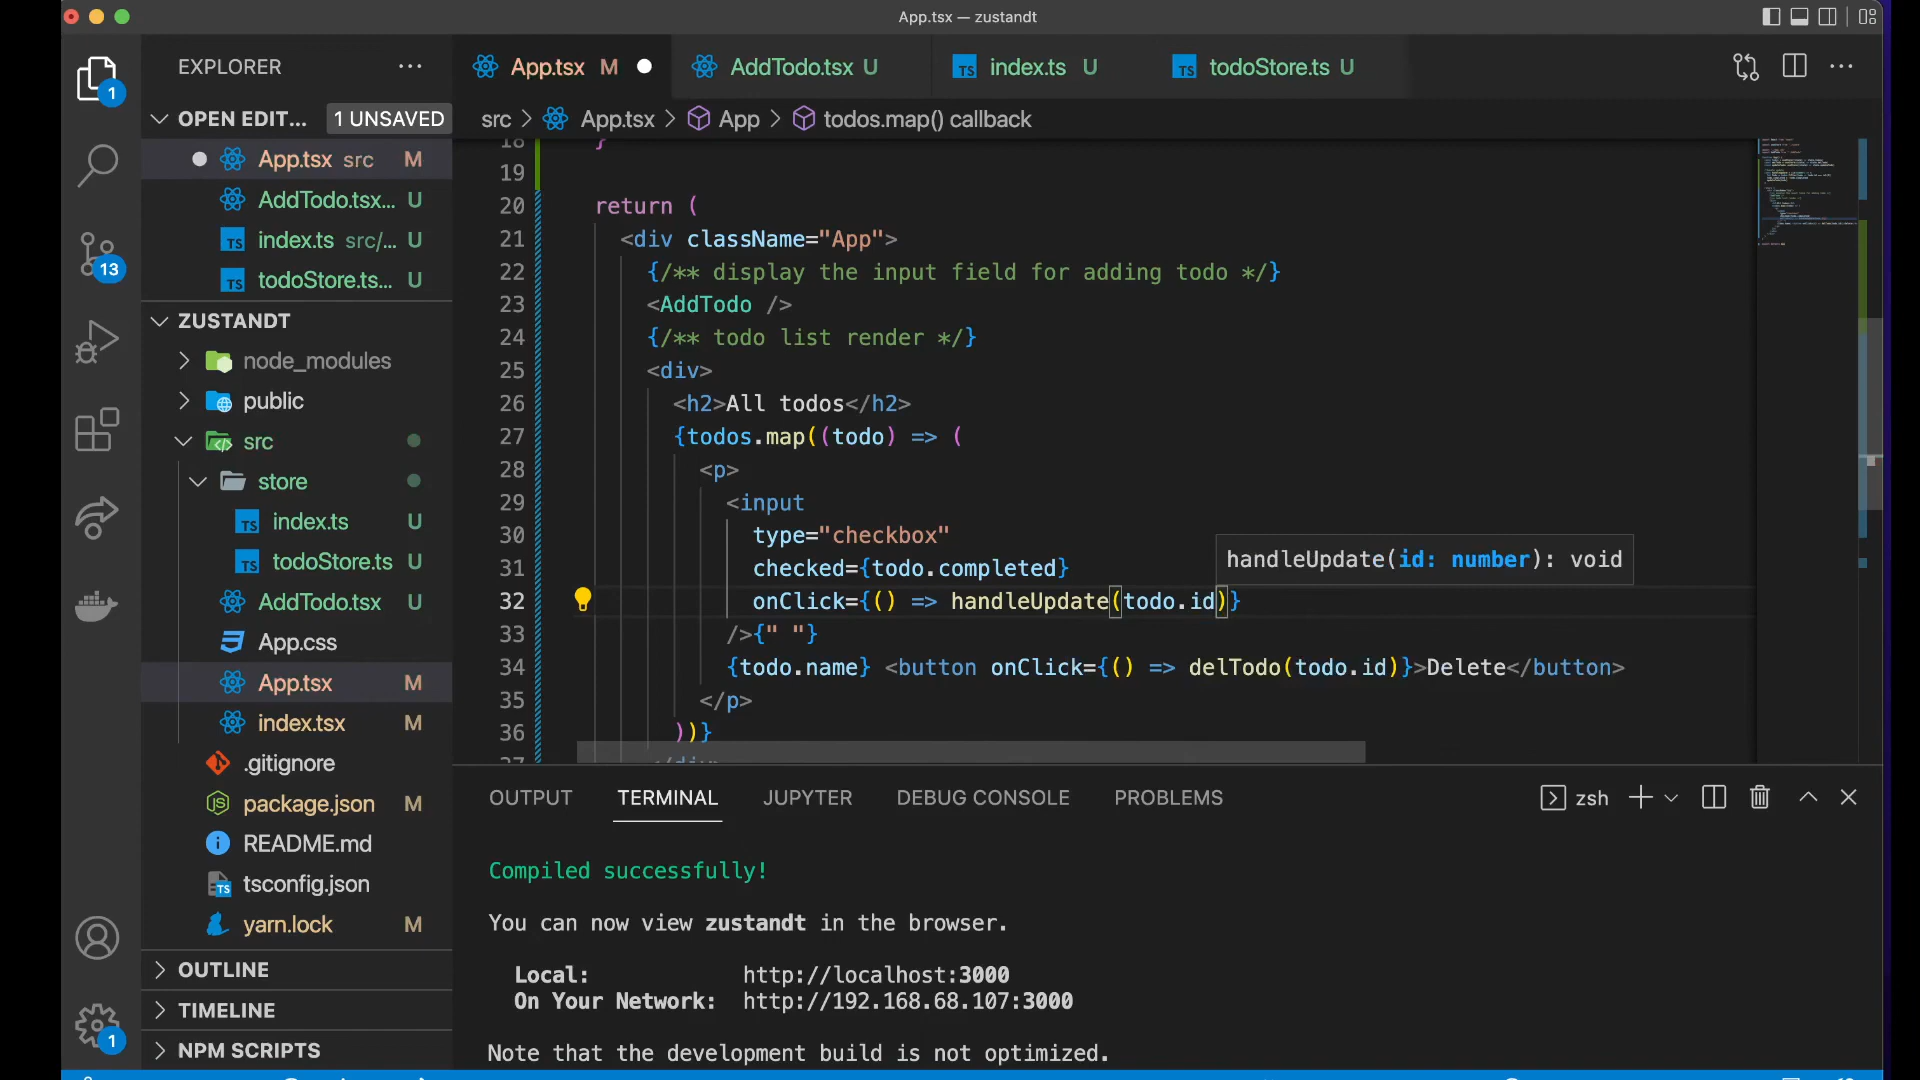 App.tsx — zustandt
EXPLORER
App.tsx M
AddTodo.tsx U
index.ts U
todoStore.ts U
1
OPEN EDIT... 1 UNSAVED
App.tsx src M
AddTodo.tsx... U
index.ts src/... U
todoStore.ts... U
13
ZUSTANDT
node_modules
public
src
store
index.ts U
todoStore.ts U
AddTodo.tsx U
App.css
App.tsx M
index.tsx M
.gitignore
package.json M
README.md
tsconfig.json
yarn.lock M
OUTLINE
TIMELINE
NPM SCRIPTS
1
src > App.tsx > App > todos.map() callback
18 }
19
20 return (
21 <div className="App">
22 {/** display the input field for adding todo */}
23 <AddTodo />
24 {/** todo list render */}
25 <div>
26 <h2>All todos</h2>
27 {todos.map((todo) => (
28 <p>
29 <input
30 type="checkbox"
31 checked={todo.completed}
handleUpdate(id: number): void
32 onClick={() => handleUpdate(todo.id)}
33 />{" "}
34 {todo.name} <button onClick={() => delTodo(todo.id)}>Delete</button>
35 </p>
36 ))}
37 </div>
OUTPUT TERMINAL JUPYTER DEBUG CONSOLE PROBLEMS
zsh
Compiled successfully!
You can now view zustandt in the browser.
Local: http://localhost:3000
On Your Network: http://192.168.68.107:3000
Note that the development build is not optimized.